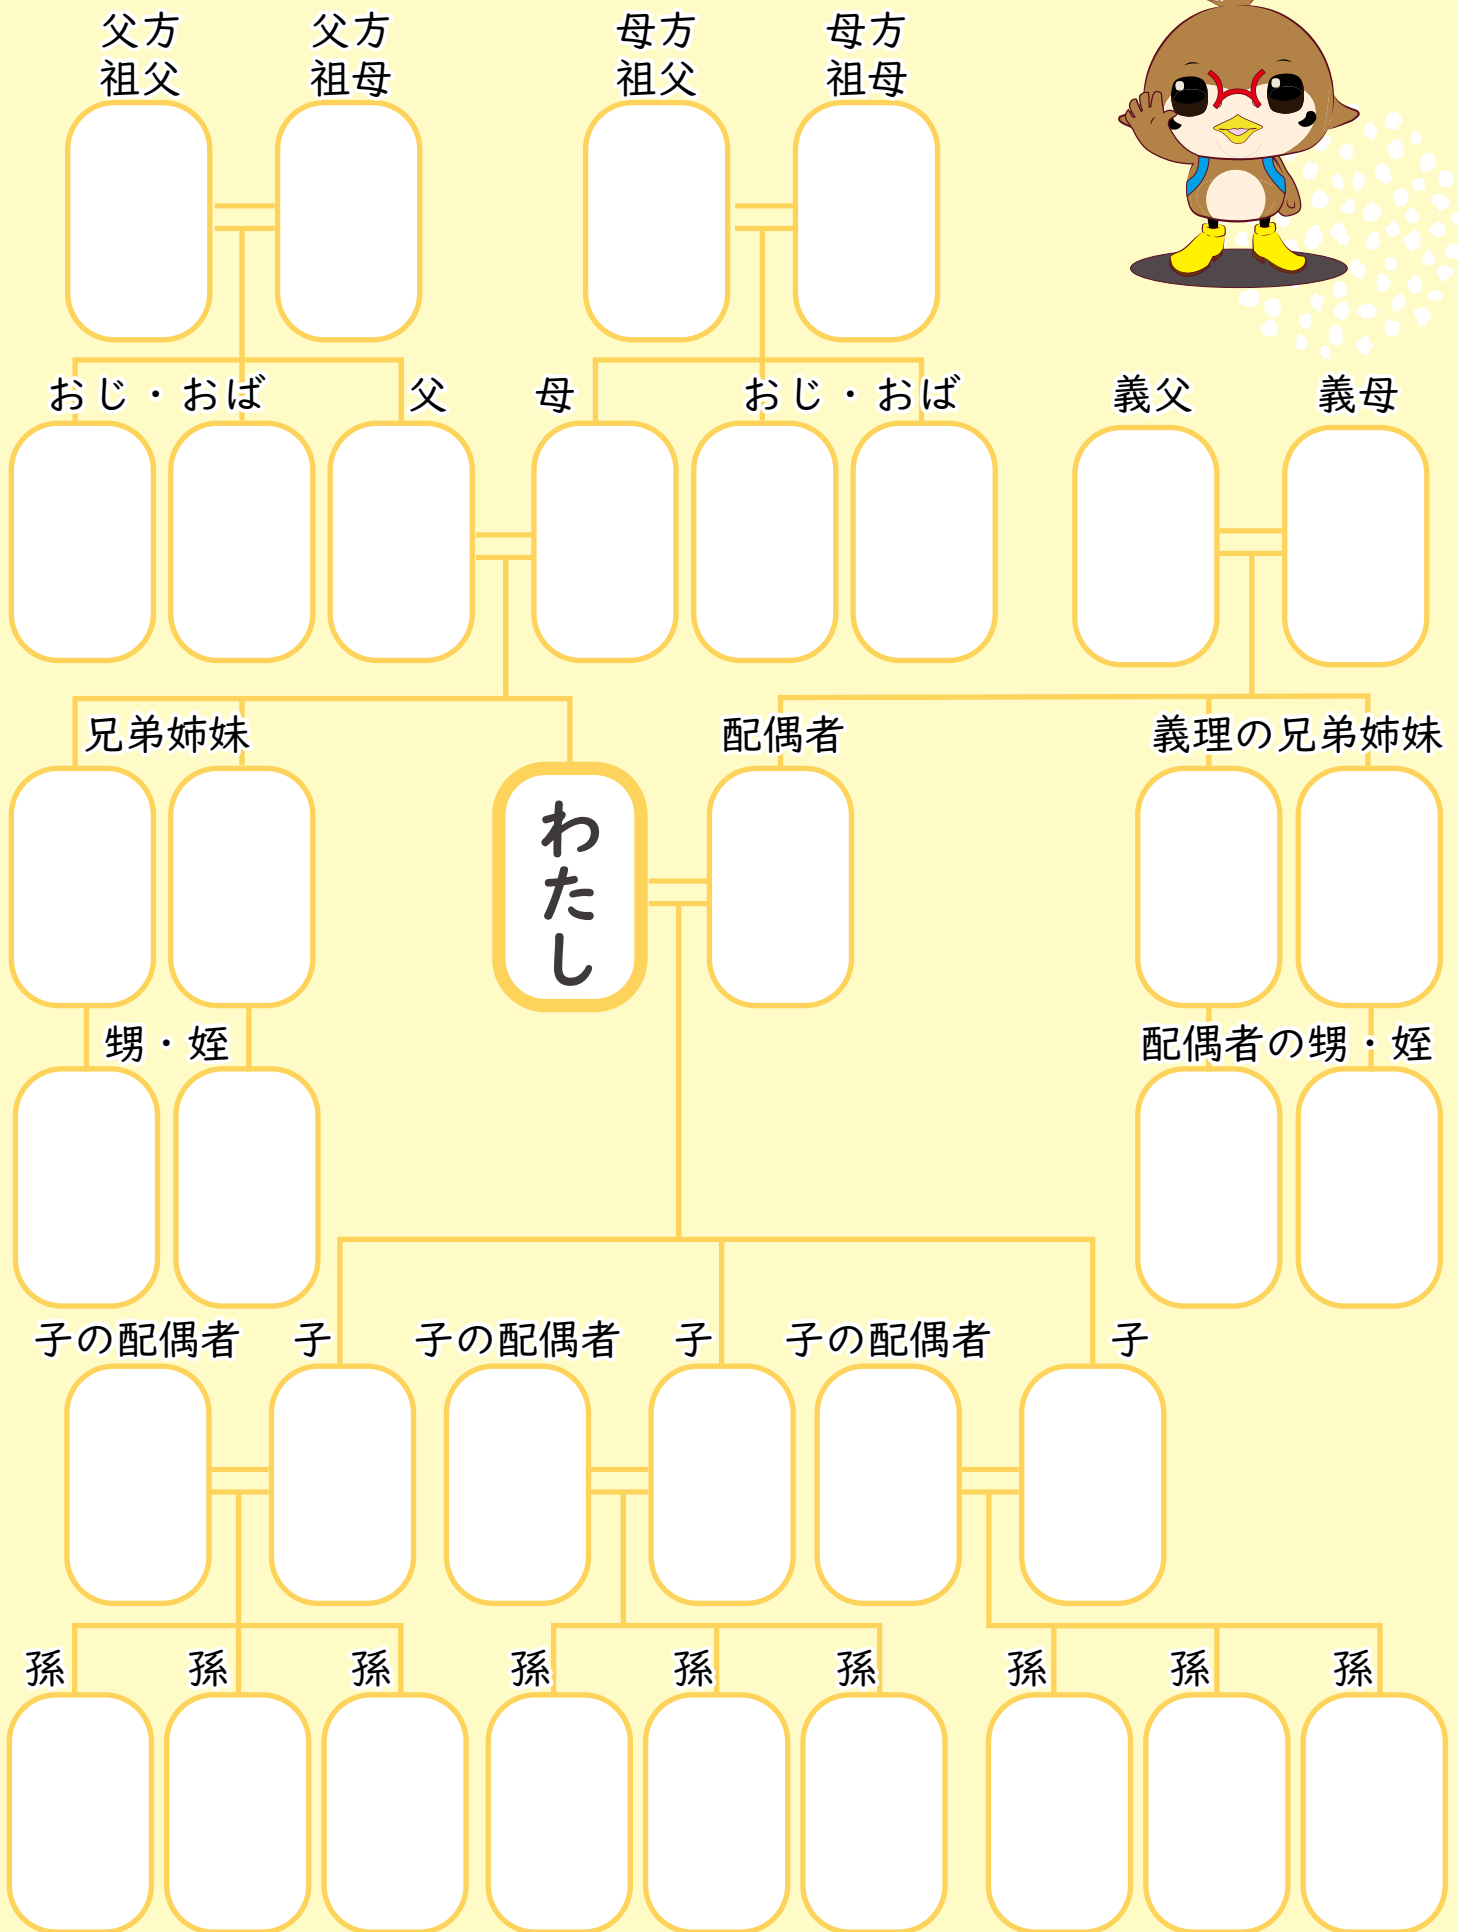 父方
祖父
父方
祖母
母方
祖父
母方
祖母
おじ・おば
父
母
おじ・おば
義父
義母
兄弟姉妹
配偶者
義理の兄弟姉妹
わたし
甥・姪
配偶者の甥・姪
子の配偶者
子
子の配偶者
子
子の配偶者
子
孫
孫
孫
孫
孫
孫
孫
孫
孫